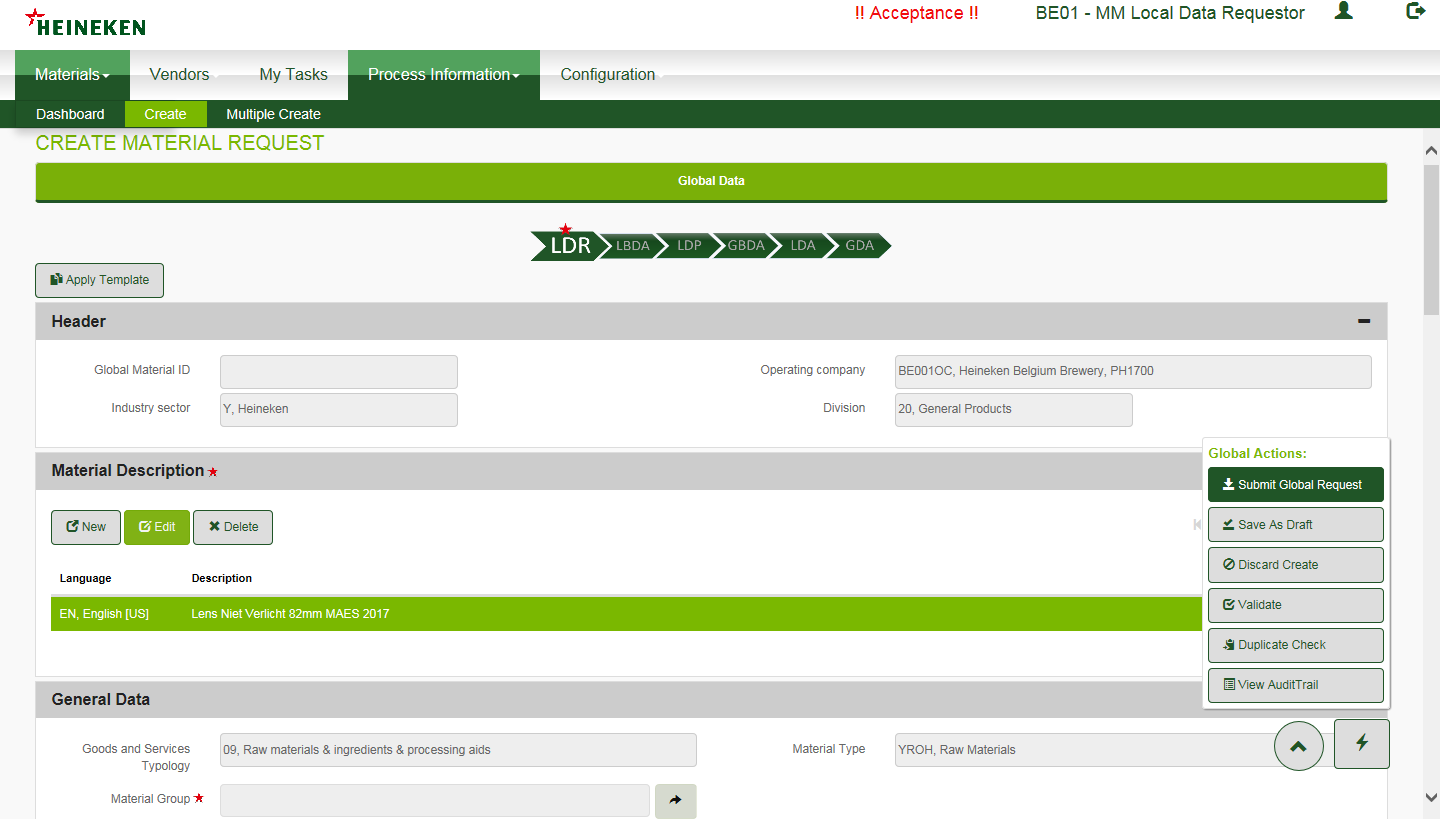 HEINEKEN
!! Acceptance !!
BE01 - MM Local Data Requestor
Materials
Vendors
My Tasks
Process Information
Configuration
Dashboard
Create
Multiple Create
CREATE MATERIAL REQUEST
Global Data
LDR
LBDA
LDP
GBDA
LDA
GDA
Apply Template
Header
Global Material ID
Operating company
BE001OC, Heineken Belgium Brewery, PH1700
Industry sector
Y, Heineken
Division
20, General Products
Material Description
Global Actions:
Submit Global Request
Save As Draft
Discard Create
Validate
Duplicate Check
View AuditTrail
New
Edit
Delete
Language
Description
EN, English [US]
Lens Niet Verlicht 82mm MAES 2017
General Data
Goods and Services
Typology
09, Raw materials & ingredients & processing aids
Material Type
YROH, Raw Materials
Material Group